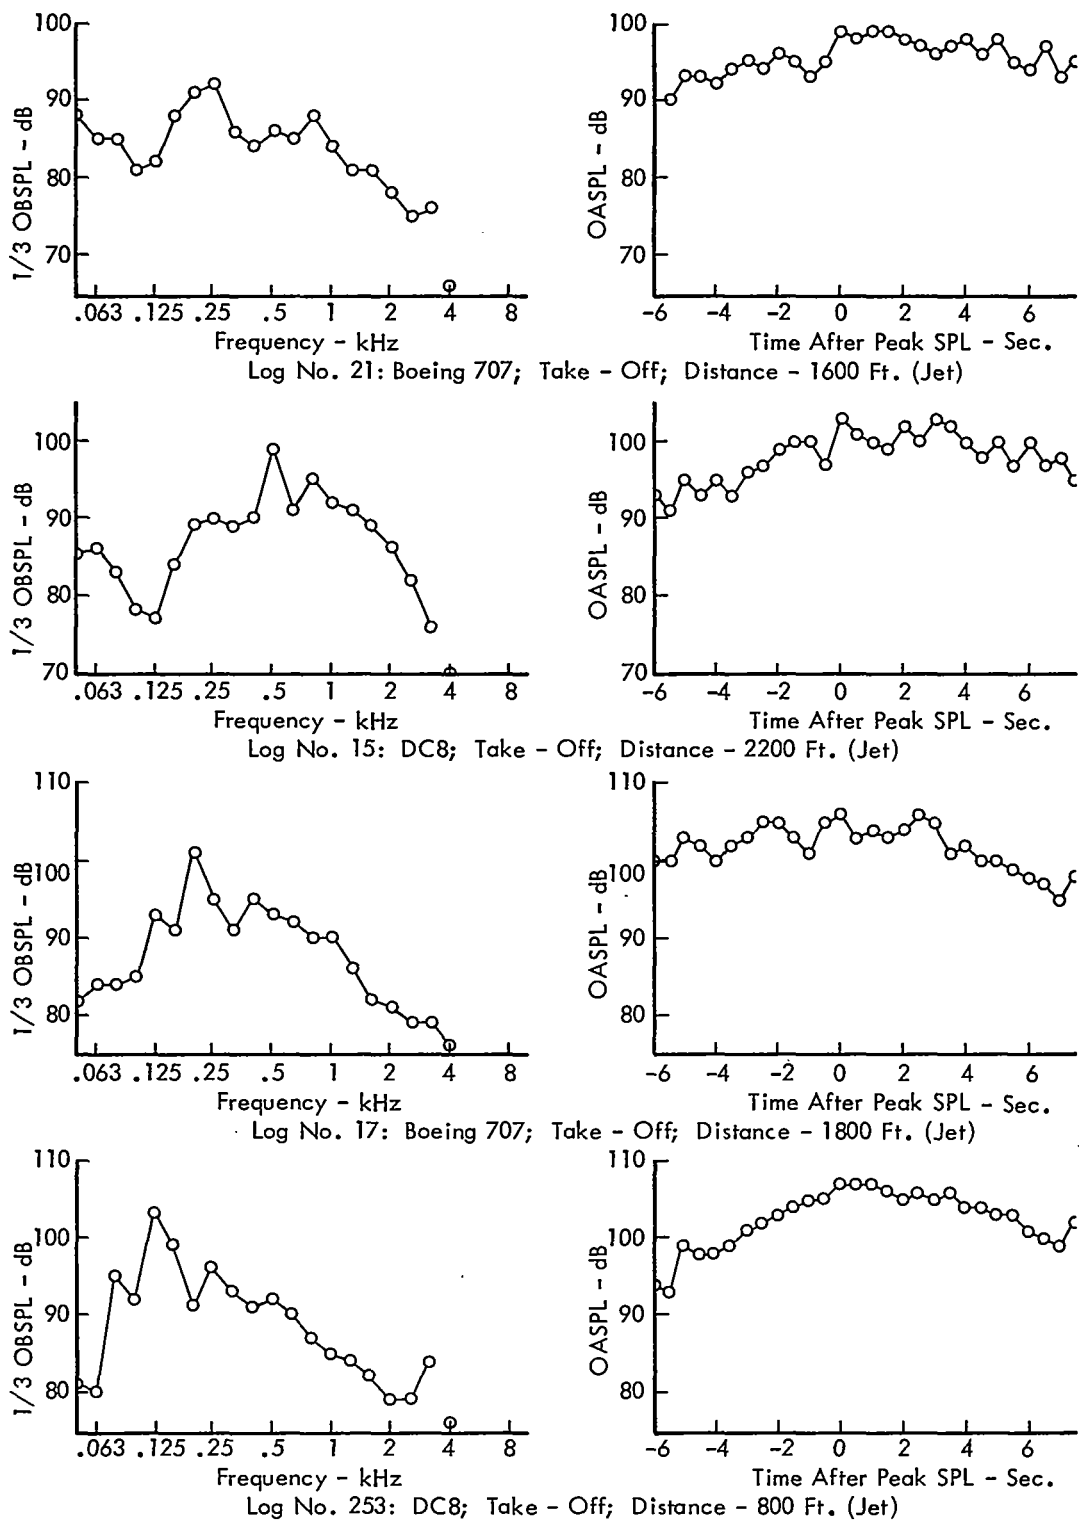 100
90
80
70
1/3 OBSPL - dB
.063 .125 .25 .5 1 2 4 8
Frequency - kHz
100
90
80
70
OASPL - dB
-6 -4 -2 0 2 4 6
Time After Peak SPL - Sec.
Log No. 21: Boeing 707; Take - Off; Distance - 1600 Ft. (Jet)
100
90
80
70
1/3 OBSPL - dB
.063 .125 .25 .5 1 2 4 8
Frequency - kHz
100
90
80
70
OASPL - dB
-6 -4 -2 0 2 4 6
Time After Peak SPL - Sec.
Log No. 15: DC8; Take - Off; Distance - 2200 Ft. (Jet)
110
100
90
80
1/3 OBSPL - dB
.063 .125 .25 .5 1 2 4 8
Frequency - kHz
110
100
90
80
OASPL - dB
-6 -4 -2 0 2 4 6
Time After Peak SPL - Sec.
Log No. 17: Boeing 707; Take - Off; Distance - 1800 Ft. (Jet)
110
100
90
80
1/3 OBSPL - dB
.063 .125 .25 .5 1 2 4 8
Frequency - kHz
110
100
90
80
OASPL - dB
-6 -4 -2 0 2 4 6
Time After Peak SPL - Sec.
Log No. 253: DC8; Take - Off; Distance - 800 Ft. (Jet)